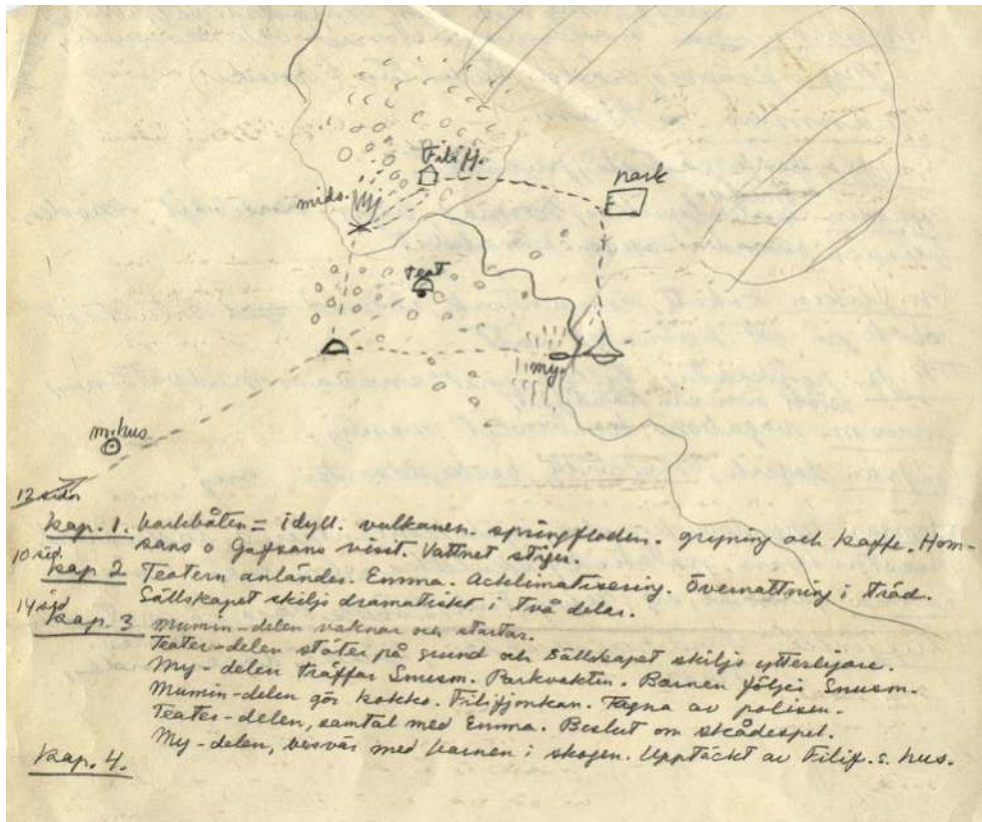 Filif H.
park
mids.
teat
my
m.hus.
12 sidor
kap. 1. barkbåten = idyll. vulkanen. springfloden. gryning och kaffe. Hom-
sans o Gafsans visit. Vattnet stiger.
10 sid.
kap 2 Teatern anländer. Emma. Acklimatisering. Övernattning i träd.
Sällskapet skiljs dramatiskt i två delar.
14 sid
kap. 3 Mumin-delen vaknar och startar.
Teater-delen stöter på grund och sällskapet skiljs ytterligare.
My-delen träffar Snusm. Parkvakten. Barnen följer Snusm.
Mumin-delen gör kokko. Filifjonkan. Tagna av polisen.
Teater-delen, samtal med Emma. Beslut om skådespel.
My-delen, besvär med barnen i skogen. Upptäckt av Filif.s. hus.
kap. 4.